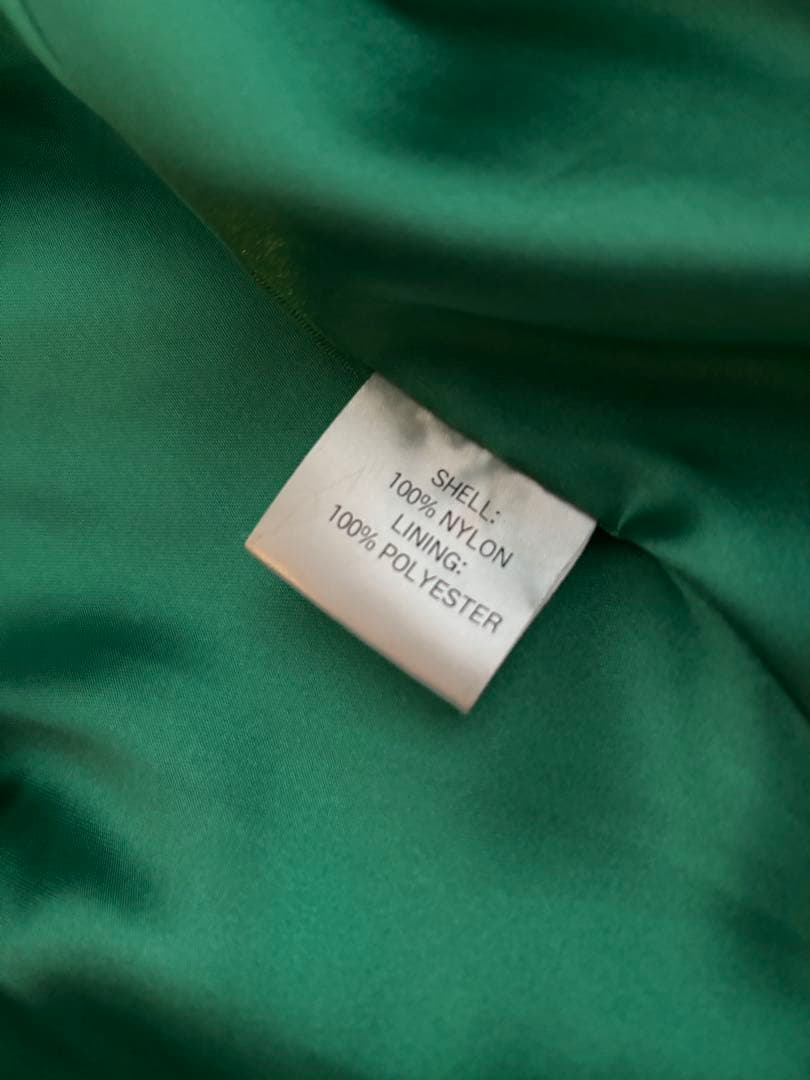 SHELL:
100% NYLON
LINING:
100% POLYESTER